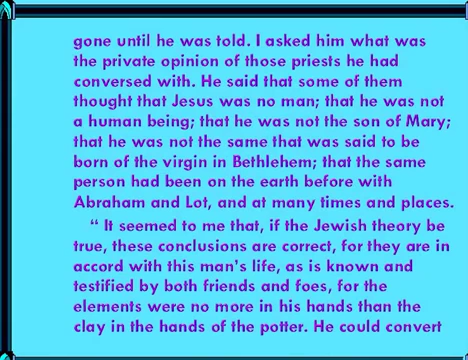 gone until he was told. I asked him what was
the private opinion of those priests he had
conversed with. He said that some of them
thought that Jesus was no man; that he was not
a human being; that he was not the son of Mary;
that he was not the same that was said to be
born of the virgin in Bethlehem; that the same
person had been on the earth before with
Abraham and Lot, and at many times and places.
“ It seemed to me that, if the Jewish theory be
true, these conclusions are correct, for they are in
accord with this man’s life, as is known and
testified by both friends and foes, for the
elements were no more in his hands than the
clay in the hands of the potter. He could convert